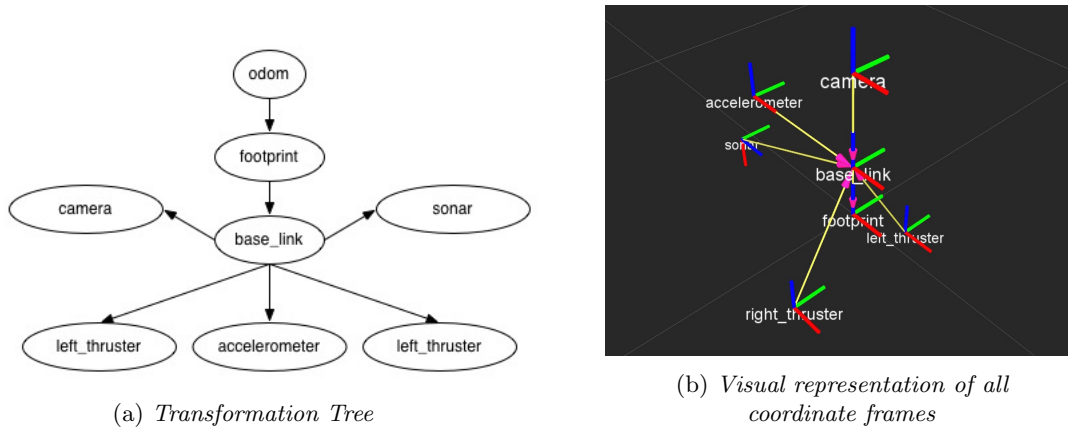 odom
footprint
camera
base_link
sonar
left_thruster
accelerometer
left_thruster
(a) Transformation Tree
camera
accelerometer
sonar
base_link
footprint
left_thruster
right_thruster
(b) Visual representation of all
coordinate frames